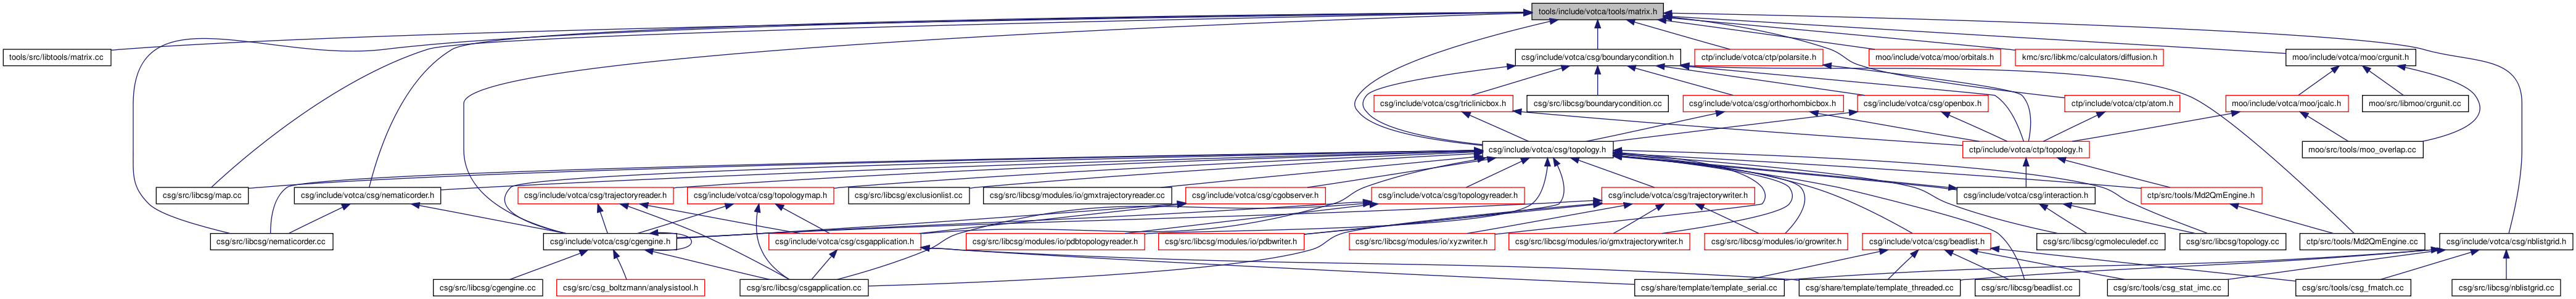 tools/include/votca/tools/matrix.h
tools/src/libtools/matrix.cc
csg/include/votca/csg/boundarycondition.h
ctp/include/votca/ctp/polarsite.h
moo/include/votca/moo/orbitals.h
kmc/src/libkmc/calculators/diffusion.h
moo/include/votca/moo/crgunit.h
csg/include/votca/csg/triclinicbox.h
csg/src/libcsg/boundarycondition.cc
csg/include/votca/csg/orthorhombicbox.h
csg/include/votca/csg/openbox.h
ctp/include/votca/ctp/atom.h
moo/include/votca/moo/jcalc.h
moo/src/libmoo/crgunit.cc
csg/include/votca/csg/topology.h
ctp/include/votca/ctp/topology.h
moo/src/tools/moo_overlap.cc
csg/src/libcsg/map.cc
csg/include/votca/csg/nematicorder.h
csg/include/votca/csg/trajectoryreader.h
csg/include/votca/csg/topologymap.h
csg/src/libcsg/exclusionlist.cc
csg/src/libcsg/modules/io/gmxtrajectoryreader.cc
csg/include/votca/csg/cgobserver.h
csg/include/votca/csg/topologyreader.h
csg/include/votca/csg/trajectorywriter.h
csg/include/votca/csg/interaction.h
ctp/src/tools/Md2QmEngine.h
csg/src/libcsg/nematicorder.cc
csg/include/votca/csg/cgengine.h
csg/include/votca/csg/csgapplication.h
csg/src/libcsg/modules/io/pdbtopologyreader.h
csg/src/libcsg/modules/io/pdbwriter.h
csg/src/libcsg/modules/io/xyzwriter.h
csg/src/libcsg/modules/io/gmxtrajectorywriter.h
csg/src/libcsg/modules/io/growriter.h
csg/include/votca/csg/beadlist.h
csg/src/libcsg/cgmoleculedef.cc
csg/src/libcsg/topology.cc
ctp/src/tools/Md2QmEngine.cc
csg/include/votca/csg/nblistgrid.h
csg/src/libcsg/cgengine.cc
csg/src/csg_boltzmann/analysistool.h
csg/src/libcsg/csgapplication.cc
csg/share/template/template_serial.cc
csg/share/template/template_threaded.cc
csg/src/libcsg/beadlist.cc
csg/src/tools/csg_stat_imc.cc
csg/src/tools/csg_fmatch.cc
csg/src/libcsg/nblistgrid.cc